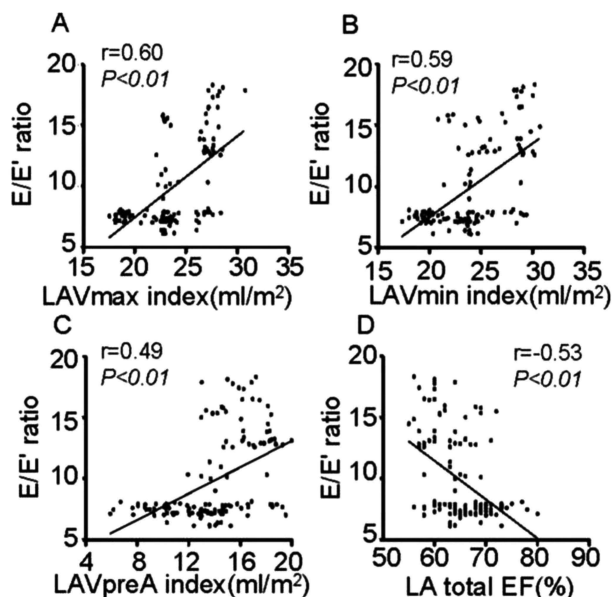 A
r=0.60
P<0.01
E/E' ratio
20
15
10
5
15 20 25 30 35
LAVmax index(ml/m²)
B
r=0.59
P<0.01
E/E' ratio
20
15
10
5
15 20 25 30 35
LAVmin index(ml/m²)
C
r=0.49
P<0.01
E/E' ratio
20
15
10
5
4 8 12 16 20
LAVpreA index(ml/m²)
D
r=-0.53
P<0.01
E/E' ratio
20
15
10
5
50 60 70 80 90
LA total EF(%)